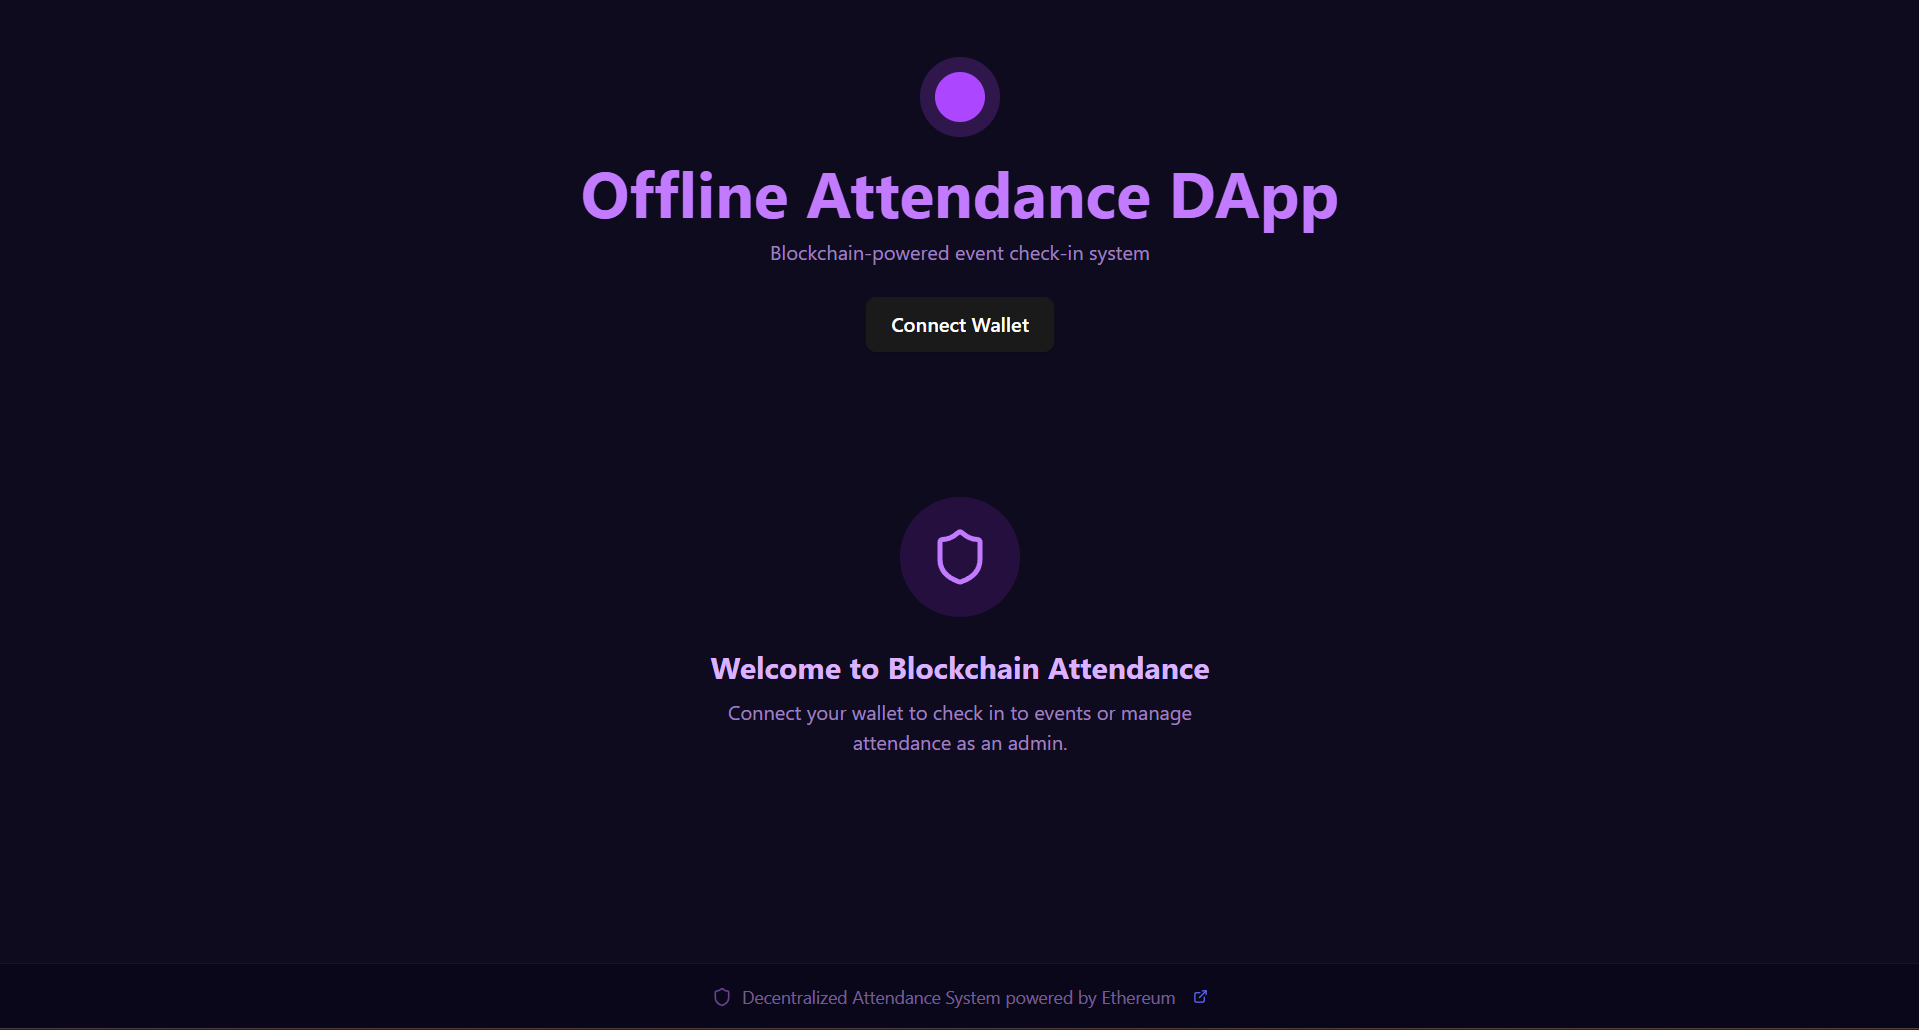 Offline Attendance DApp
Blockchain-powered event check-in system
Connect Wallet
Welcome to Blockchain Attendance
Connect your wallet to check in to events or manage
attendance as an admin.
Decentralized Attendance System powered by Ethereum